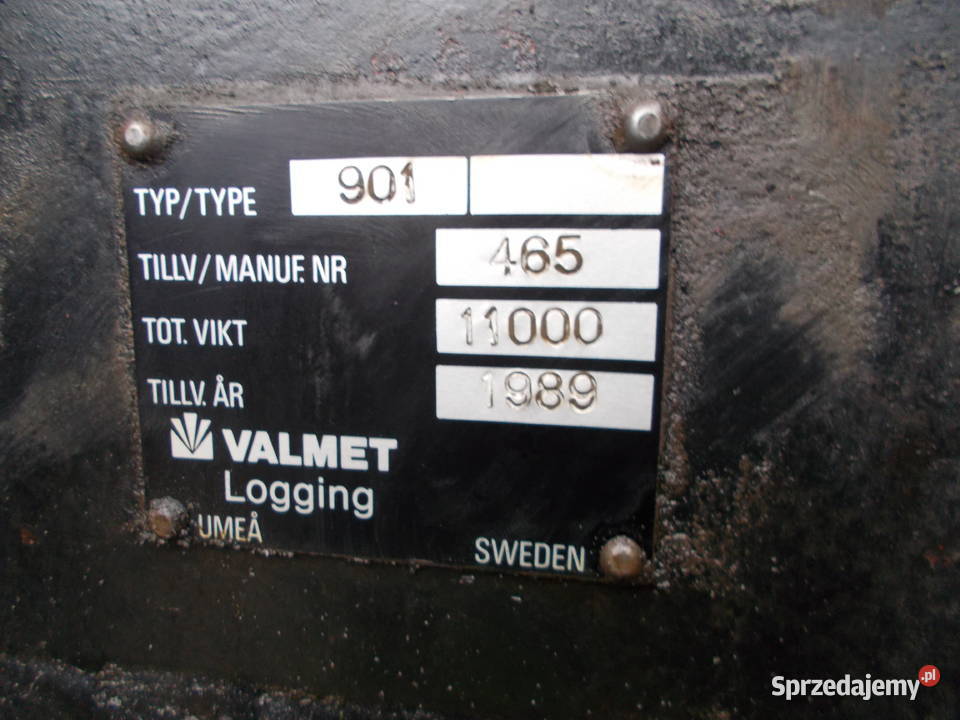 TYP/TYPE 901
TILLV/MANUF. NR 465
TOT. VIKT 11000
TILLV. ÅR 1989
VALMET
Logging
UMEÅ SWEDEN
Sprzedajemy.pl